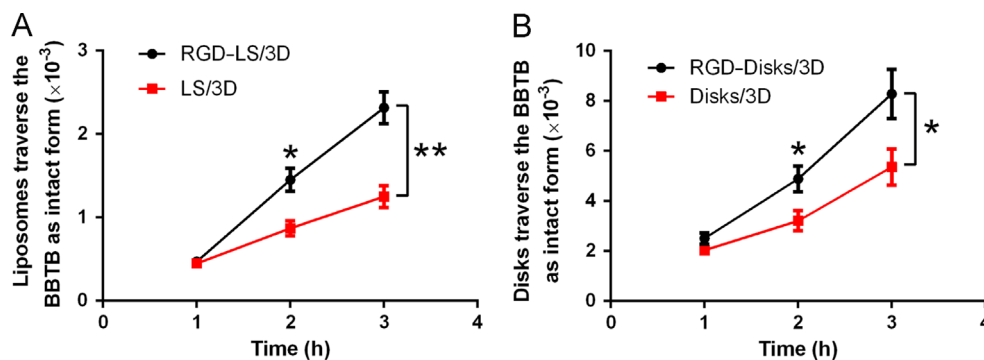 A
Liposomes traverse the
BBTB as intact form (×10⁻³)
3
2
1
0
RGD–LS/3D
LS/3D
*
**
0 1 2 3 4
Time (h)
B
Disks traverse the BBTB
as intact form (×10⁻³)
10
8
6
4
2
0
RGD–Disks/3D
Disks/3D
*
*
0 1 2 3 4
Time (h)